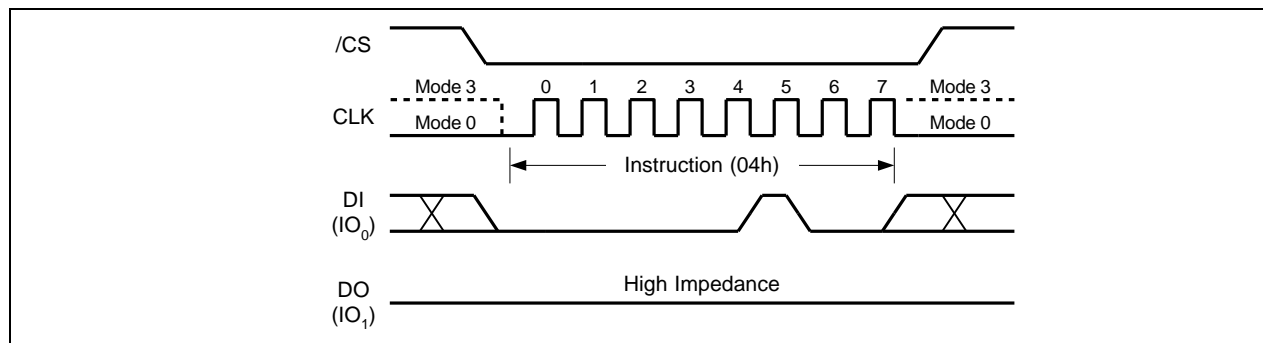 /CS
Mode 3 0 1 2 3 4 5 6 7 Mode 3
CLK
Mode 0 Mode 0
Instruction (04h)
DI
(IO₀)
High Impedance
DO
(IO₁)